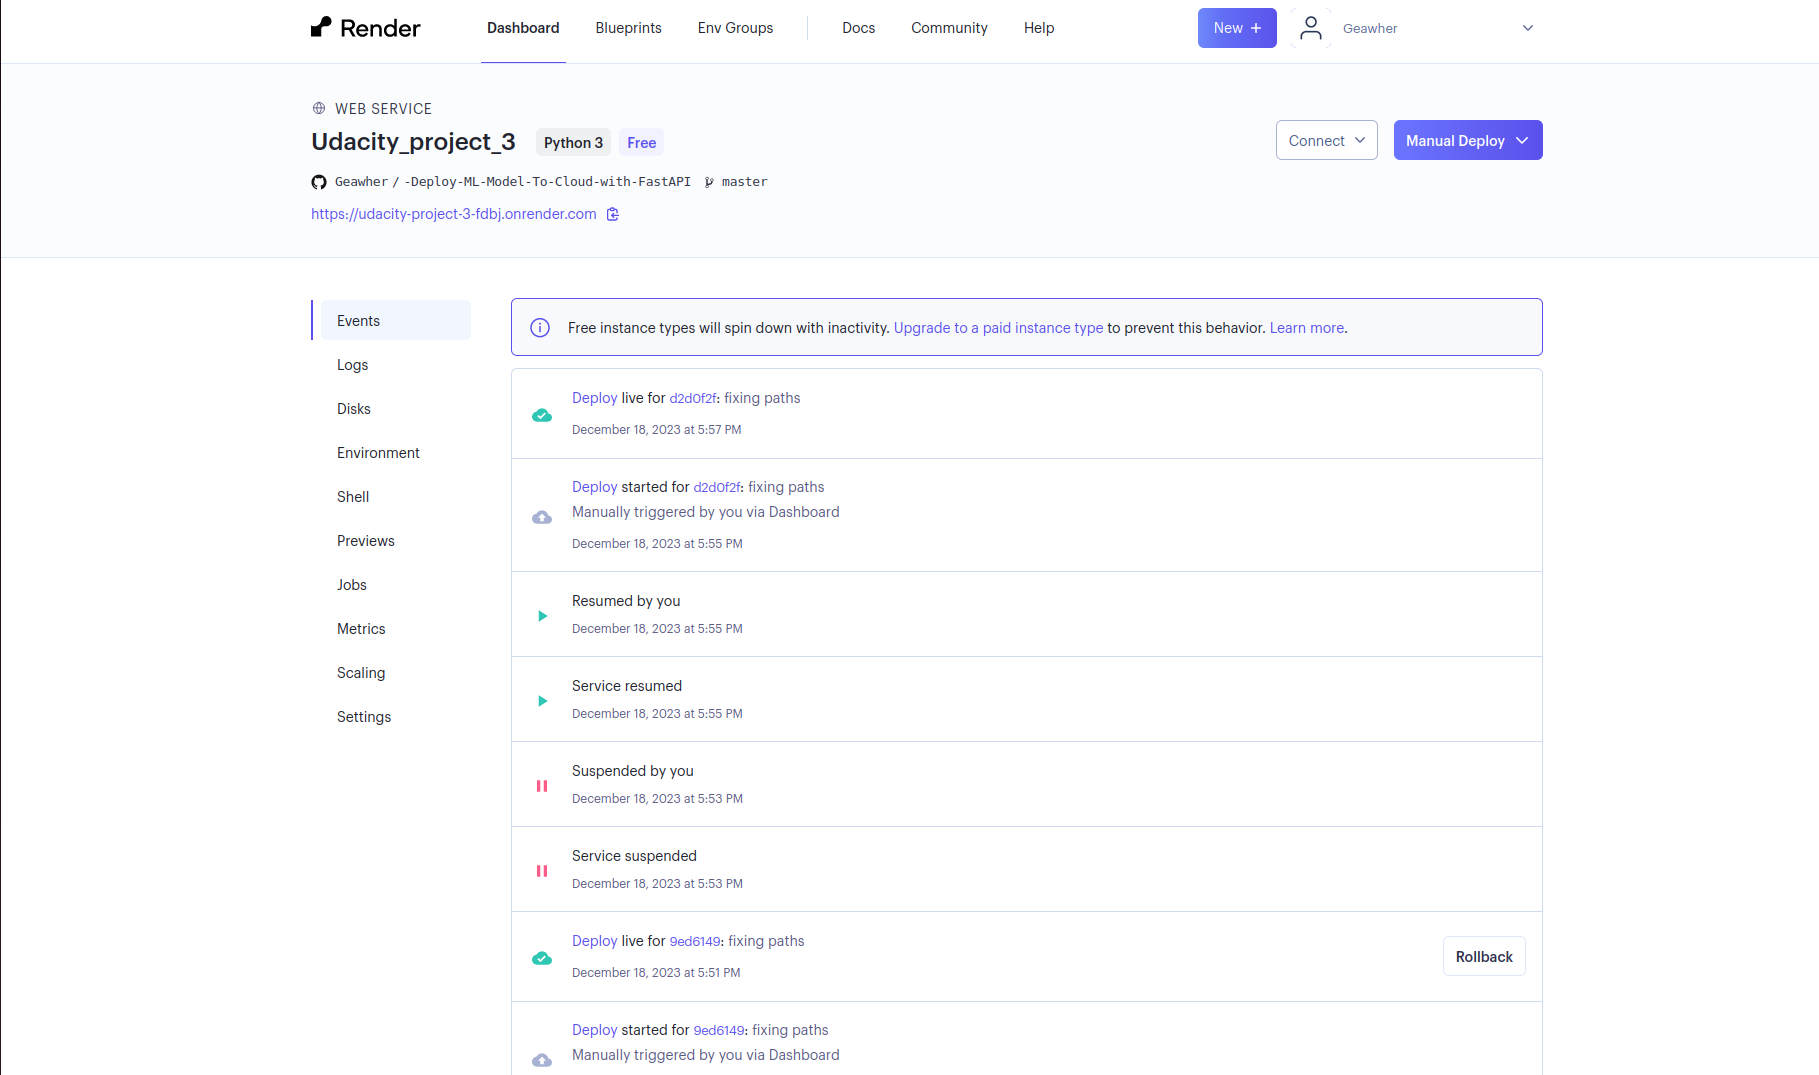 Render
Dashboard Blueprints Env Groups Docs Community Help New + Geawher
WEB SERVICE
Udacity_project_3 Python 3 Free Connect Manual Deploy
Geawher / -Deploy-ML-Model-To-Cloud-with-FastAPI master
https://udacity-project-3-fdbj.onrender.com
Events
Logs
Disks
Environment
Shell
Previews
Jobs
Metrics
Scaling
Settings
Free instance types will spin down with inactivity. Upgrade to a paid instance type to prevent this behavior. Learn more.
Deploy live for d2d0f2f: fixing paths
December 18, 2023 at 5:57 PM
Deploy started for d2d0f2f: fixing paths
Manually triggered by you via Dashboard
December 18, 2023 at 5:55 PM
Resumed by you
December 18, 2023 at 5:55 PM
Service resumed
December 18, 2023 at 5:55 PM
Suspended by you
December 18, 2023 at 5:53 PM
Service suspended
December 18, 2023 at 5:53 PM
Deploy live for 9ed6149: fixing paths
December 18, 2023 at 5:51 PM
Rollback
Deploy started for 9ed6149: fixing paths
Manually triggered by you via Dashboard